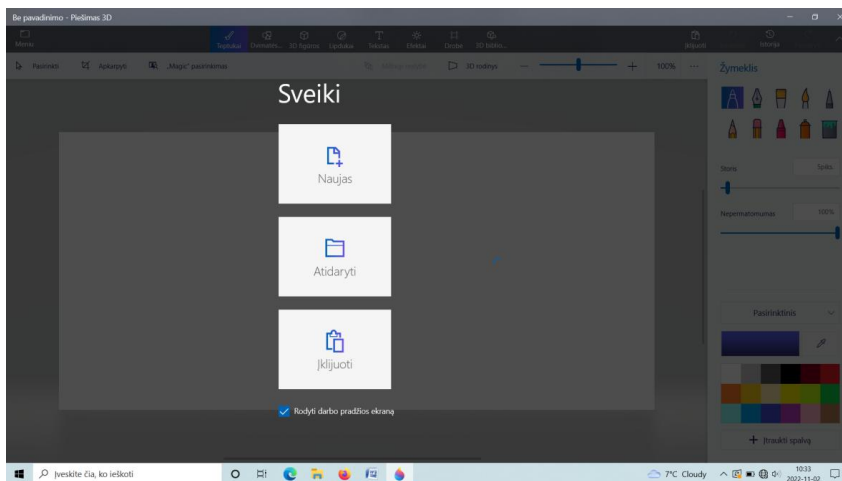 Be pavadinimo - Piešimas 3D
Meniu
Teptukai
3D figūros
Lipdukai
Tekstas
Efektai
Drobė
3D biblio...
Įklijuoti
Istorija
Pasirinkti
Apkarpyti
„Magic“ pasirinkimas
3D rodinys
100%
Žymeklis
Sveiki
Naujas
Atidaryti
Įklijuoti
Rodyti darbo pradžios ekraną
Storis
5piks.
Nepermatomumas
100%
Pasirinktinis
Įtraukti spalvą
Įveskite čia, ko ieškoti
7°C Cloudy
10:33
2022-11-02